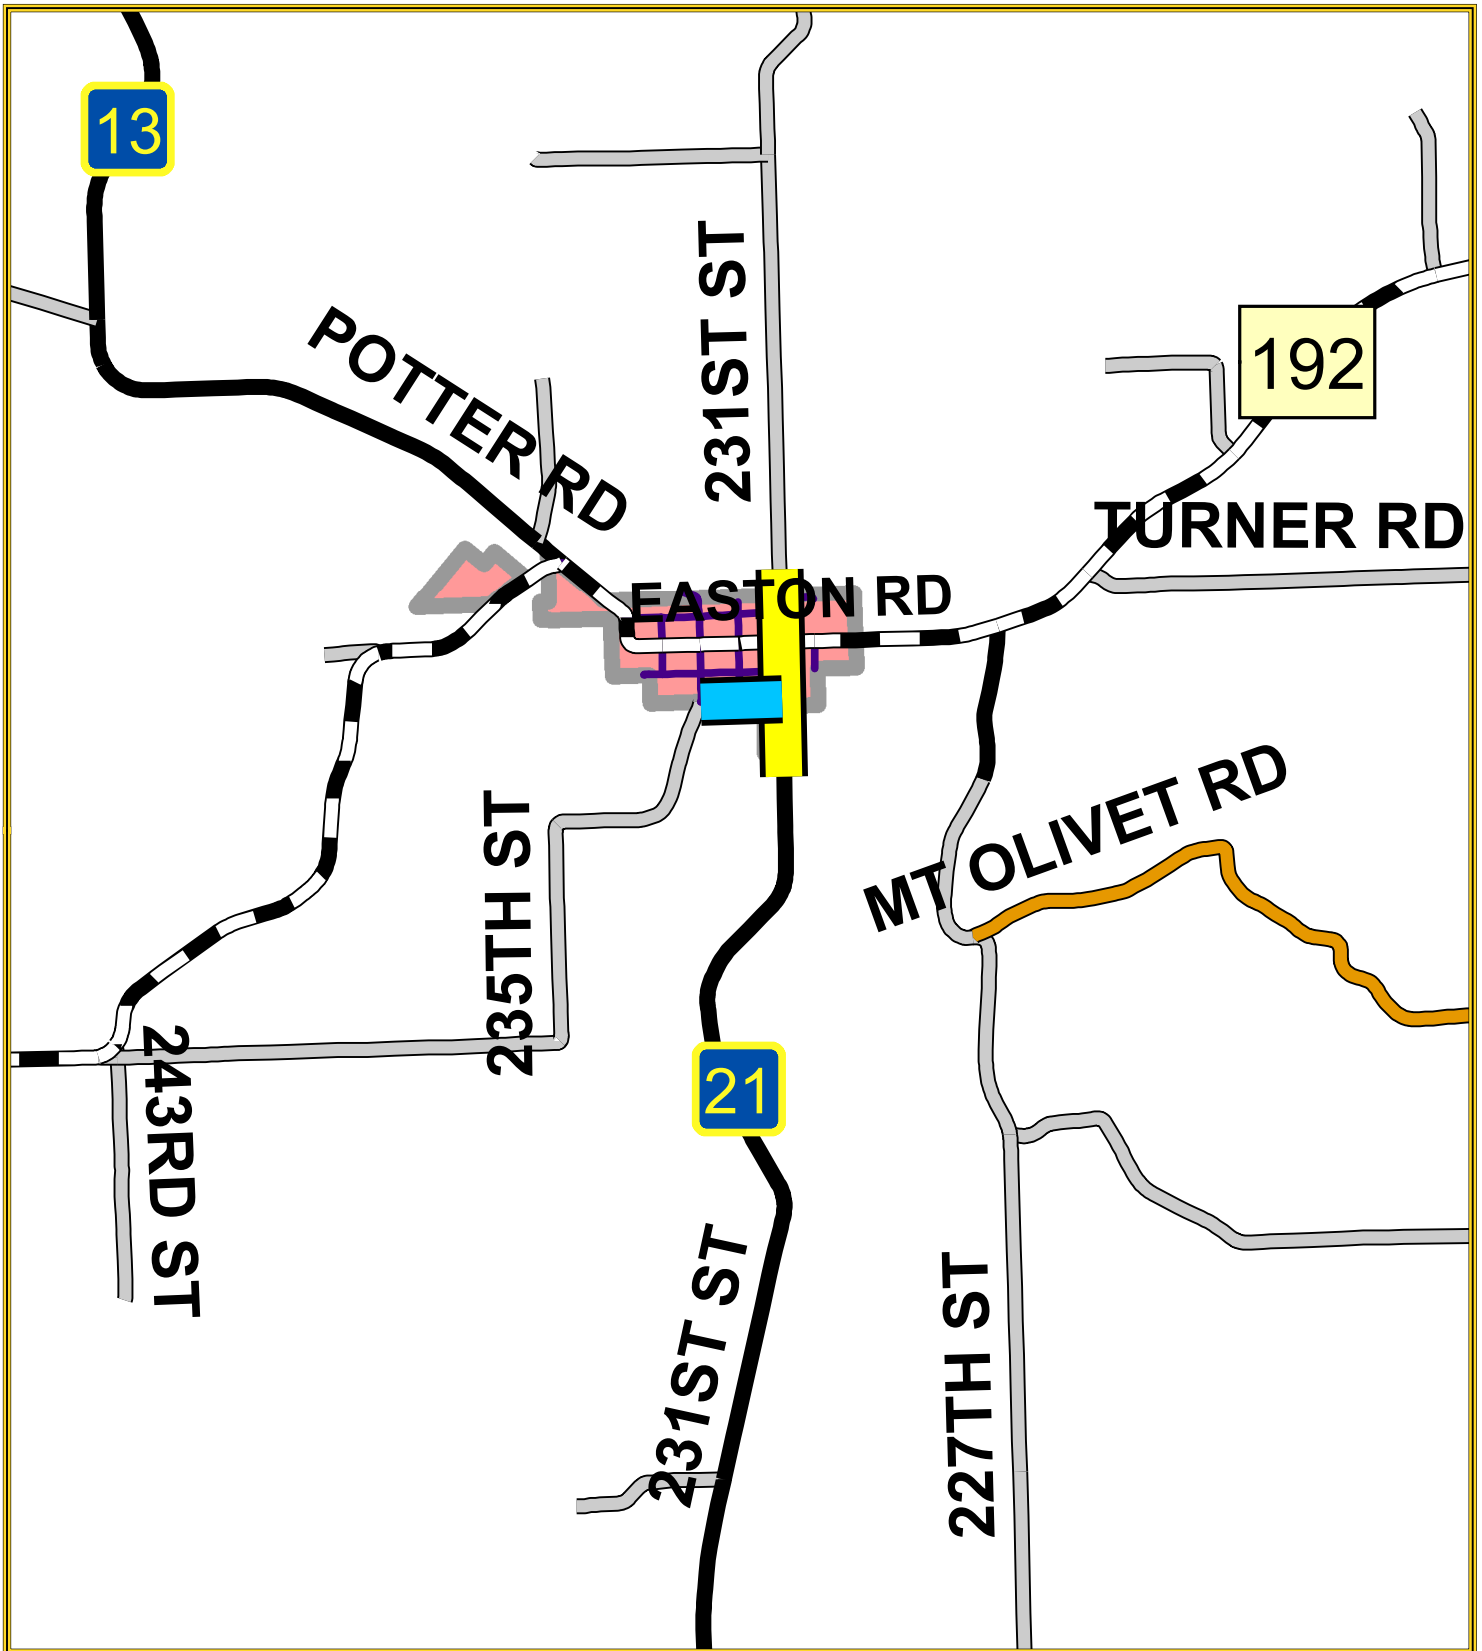 13
231ST ST
POTTER RD
192
TURNER RD
EASTON RD
MT OLIVET RD
235TH ST
243RD ST
21
231ST ST
227TH ST